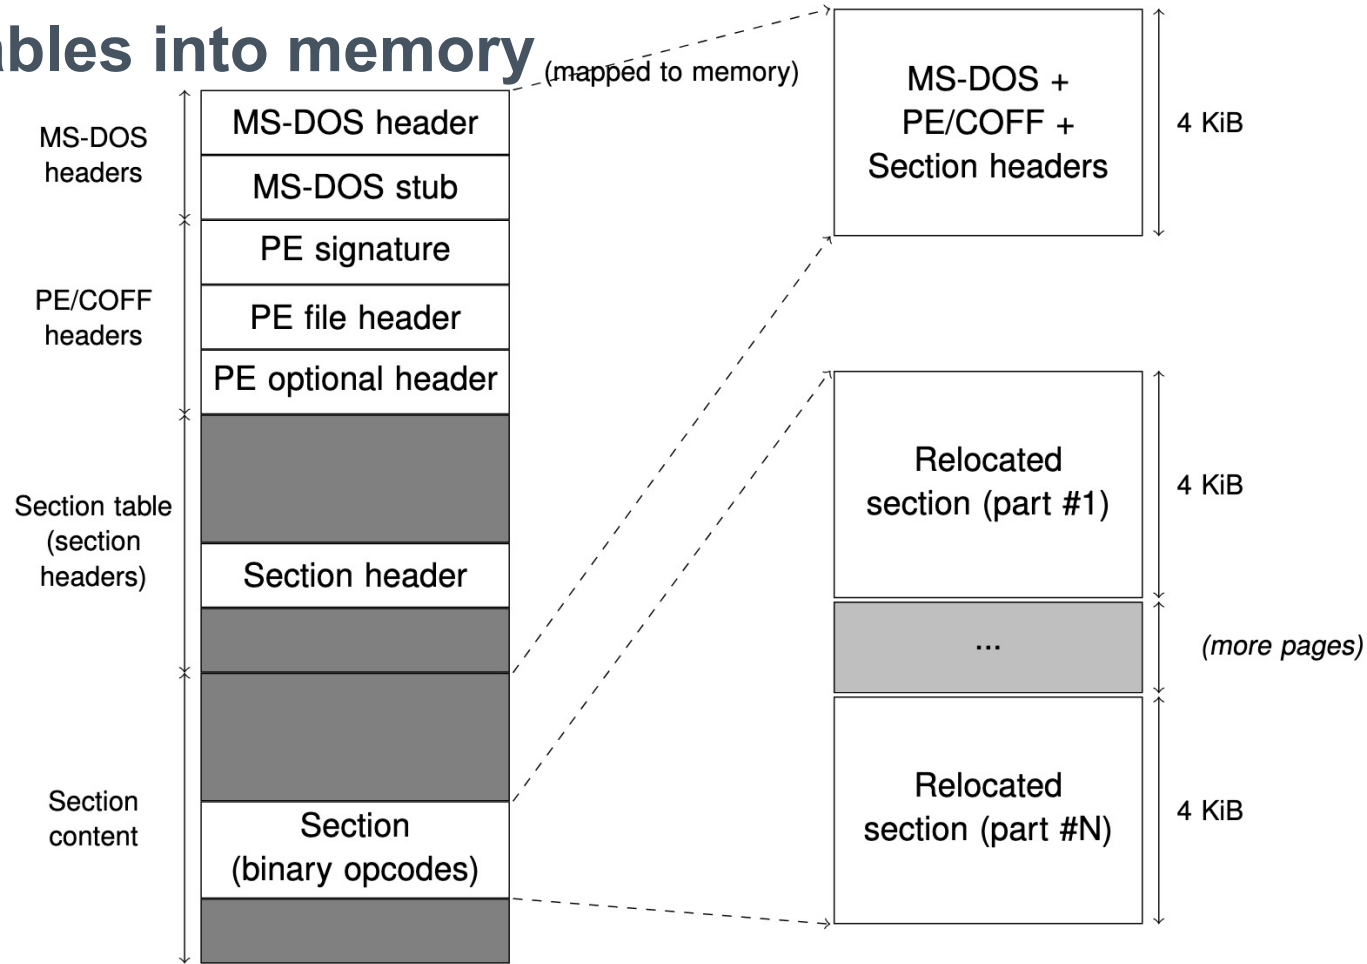 bles into memory
(mapped to memory)
MS-DOS
headers
MS-DOS header
MS-DOS stub
PE/COFF
headers
PE signature
PE file header
PE optional header
Section table
(section
headers)
Section header
Section
content
Section
(binary opcodes)
MS-DOS +
PE/COFF +
Section headers
4 KiB
Relocated
section (part #1)
4 KiB
...
(more pages)
Relocated
section (part #N)
4 KiB